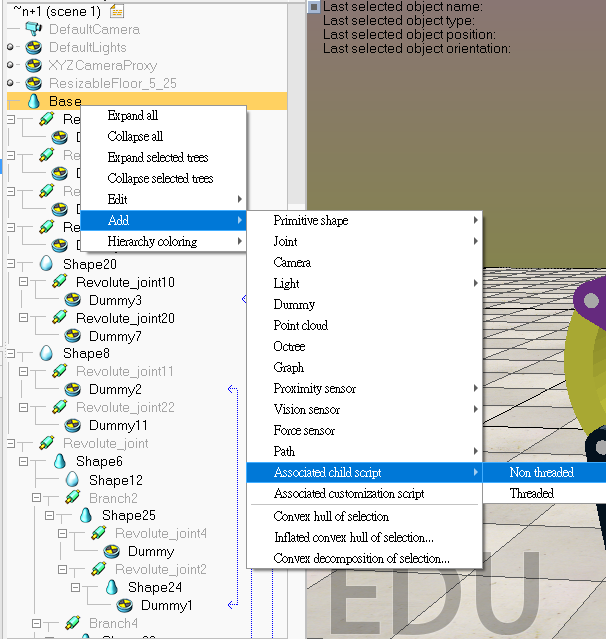 ~n+1 (scene 1)
DefaultCamera
DefaultLights
XYZCameraProxy
ResizableFloor_5_25
Base
Re
Re
Re
Re
Shape20
Revolute_joint10
Dummy3
Revolute_joint20
Dummy7
Shape8
Revolute_joint11
Dummy2
Revolute_joint22
Dummy11
Revolute_joint
Shape6
Shape12
Branch2
Shape25
Revolute_joint4
Dummy
Revolute_joint2
Shape24
Dummy1
Branch4
Expand all
Collapse all
Expand selected trees
Collapse selected trees
Edit
Add
Hierarchy coloring
Primitive shape
Joint
Camera
Light
Dummy
Point cloud
Octree
Graph
Proximity sensor
Vision sensor
Force sensor
Path
Associated child script
Associated customization script
Convex hull of selection
Inflated convex hull of selection...
Convex decomposition of selection...
Non threaded
Threaded
Last selected object name:
Last selected object type:
Last selected object position:
Last selected object orientation:
EDU